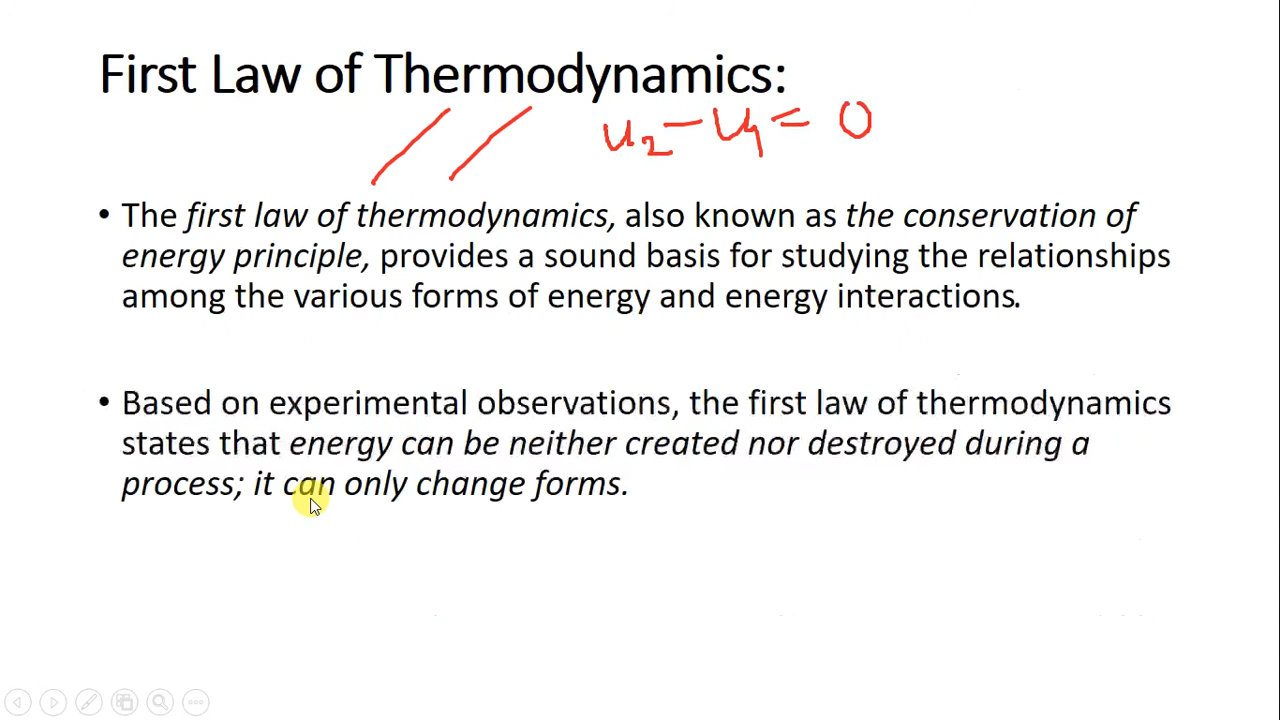 First Law of Thermodynamics:
u2 - u1 = 0
• The first law of thermodynamics, also known as the conservation of
energy principle, provides a sound basis for studying the relationships
among the various forms of energy and energy interactions.
• Based on experimental observations, the first law of thermodynamics
states that energy can be neither created nor destroyed during a
process; it can only change forms.